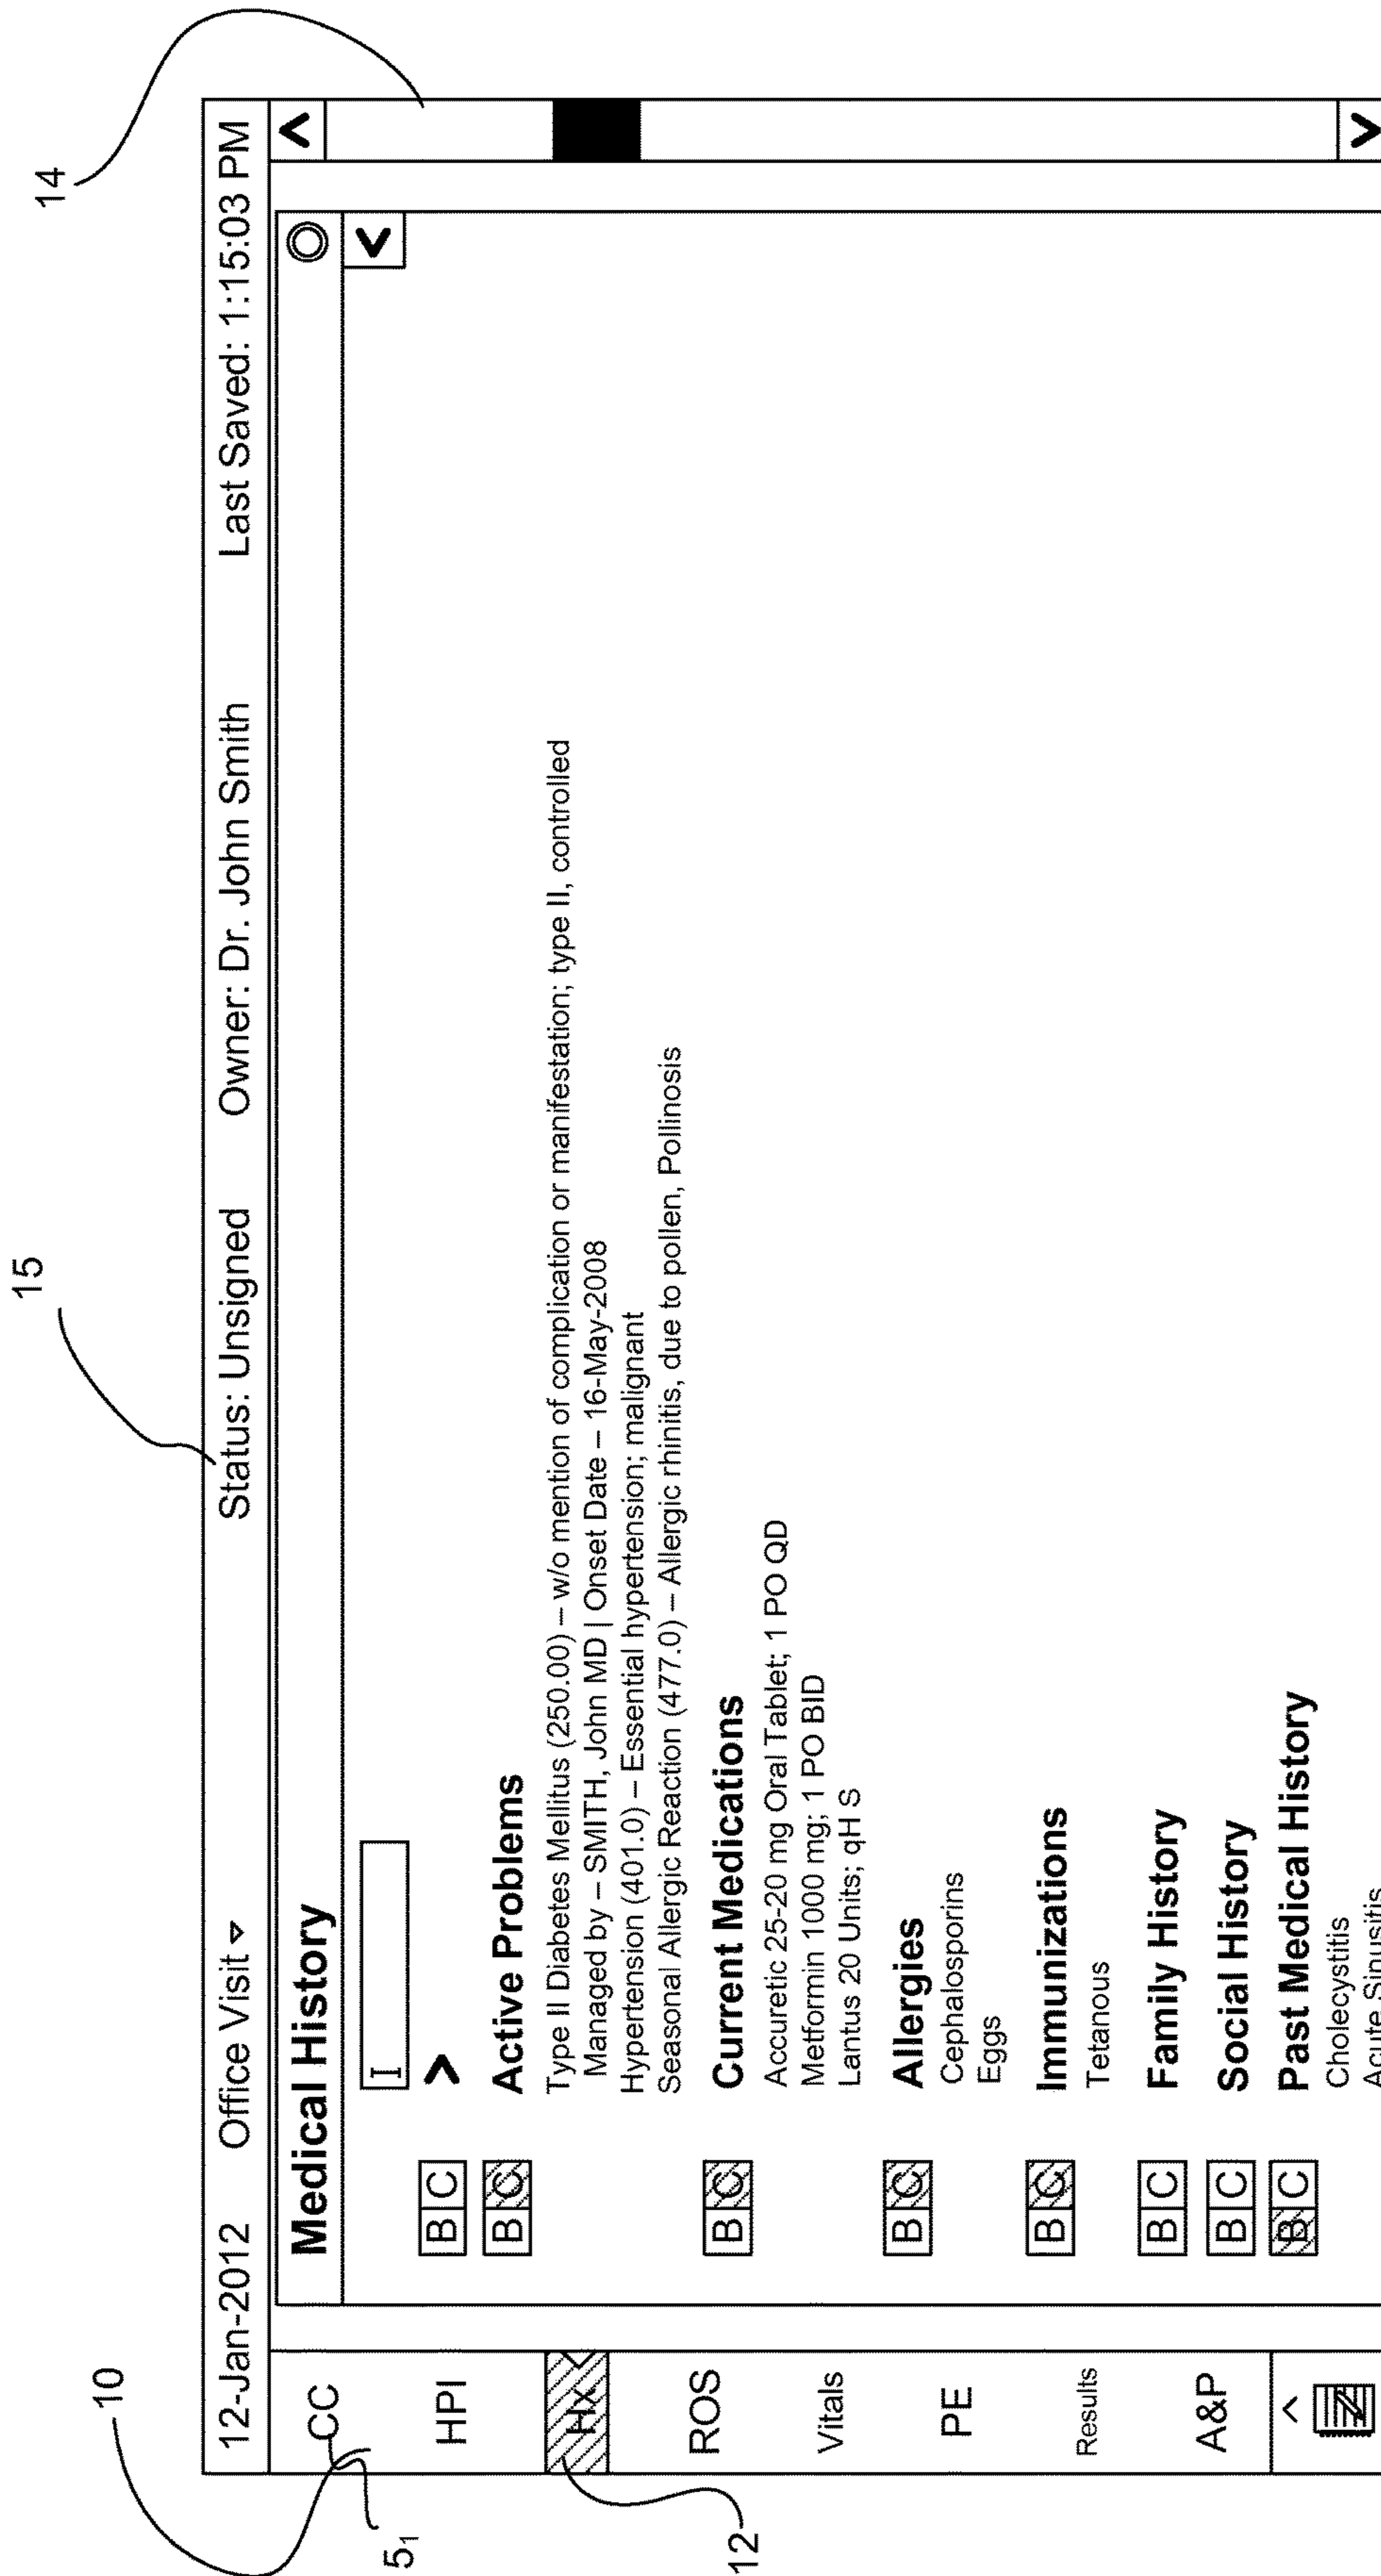 14
15
10
5₁
12
12-Jan-2012 Office Visit Status: Unsigned Owner: Dr. John Smith Last Saved: 1:15:03 PM
CC
HPI
Hx
ROS
Vitals
PE
Results
A&P
Medical History
B C
B C Active Problems
Type II Diabetes Mellitus (250.00) – w/o mention of complication or manifestation; type II, controlled
Managed by – SMITH, John MD | Onset Date – 16-May-2008
Hypertension (401.0) – Essential hypertension; malignant
Seasonal Allergic Reaction (477.0) – Allergic rhinitis, due to pollen, Pollinosis
B C Current Medications
Accuretic 25-20 mg Oral Tablet; 1 PO QD
Metformin 1000 mg; 1 PO BID
Lantus 20 Units; qH S
B C Allergies
Cephalosporins
Eggs
B C Immunizations
Tetanous
B C Family History
B C Social History
B C Past Medical History
Cholecystitis
Acute Sinusitis